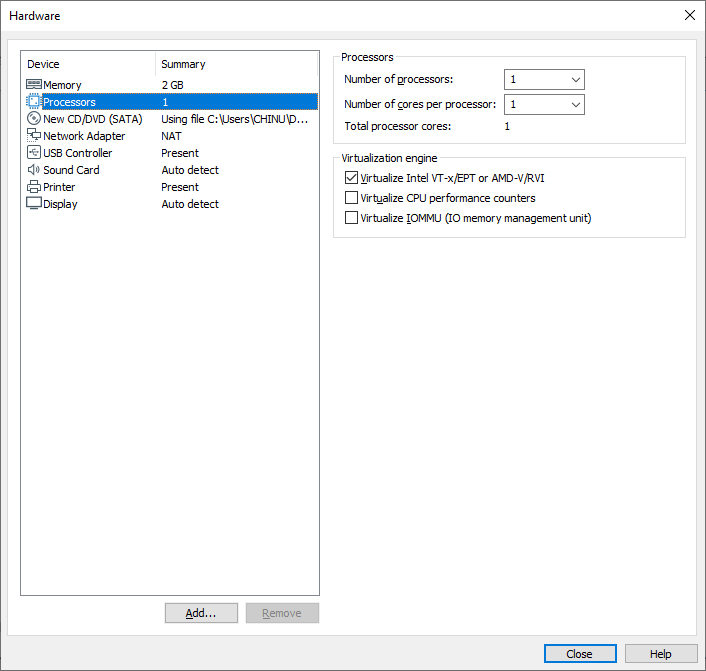 Hardware
Device Summary
Memory 2 GB
Processors 1
New CD/DVD (SATA) Using file C:\Users\CHINU\D...
Network Adapter NAT
USB Controller Present
Sound Card Auto detect
Printer Present
Display Auto detect
Add...
Remove
Processors
Number of processors: 1
Number of cores per processor: 1
Total processor cores: 1
Virtualization engine
Virtualize Intel VT-x/EPT or AMD-V/RVI
Virtualize CPU performance counters
Virtualize IOMMU (IO memory management unit)
Close
Help